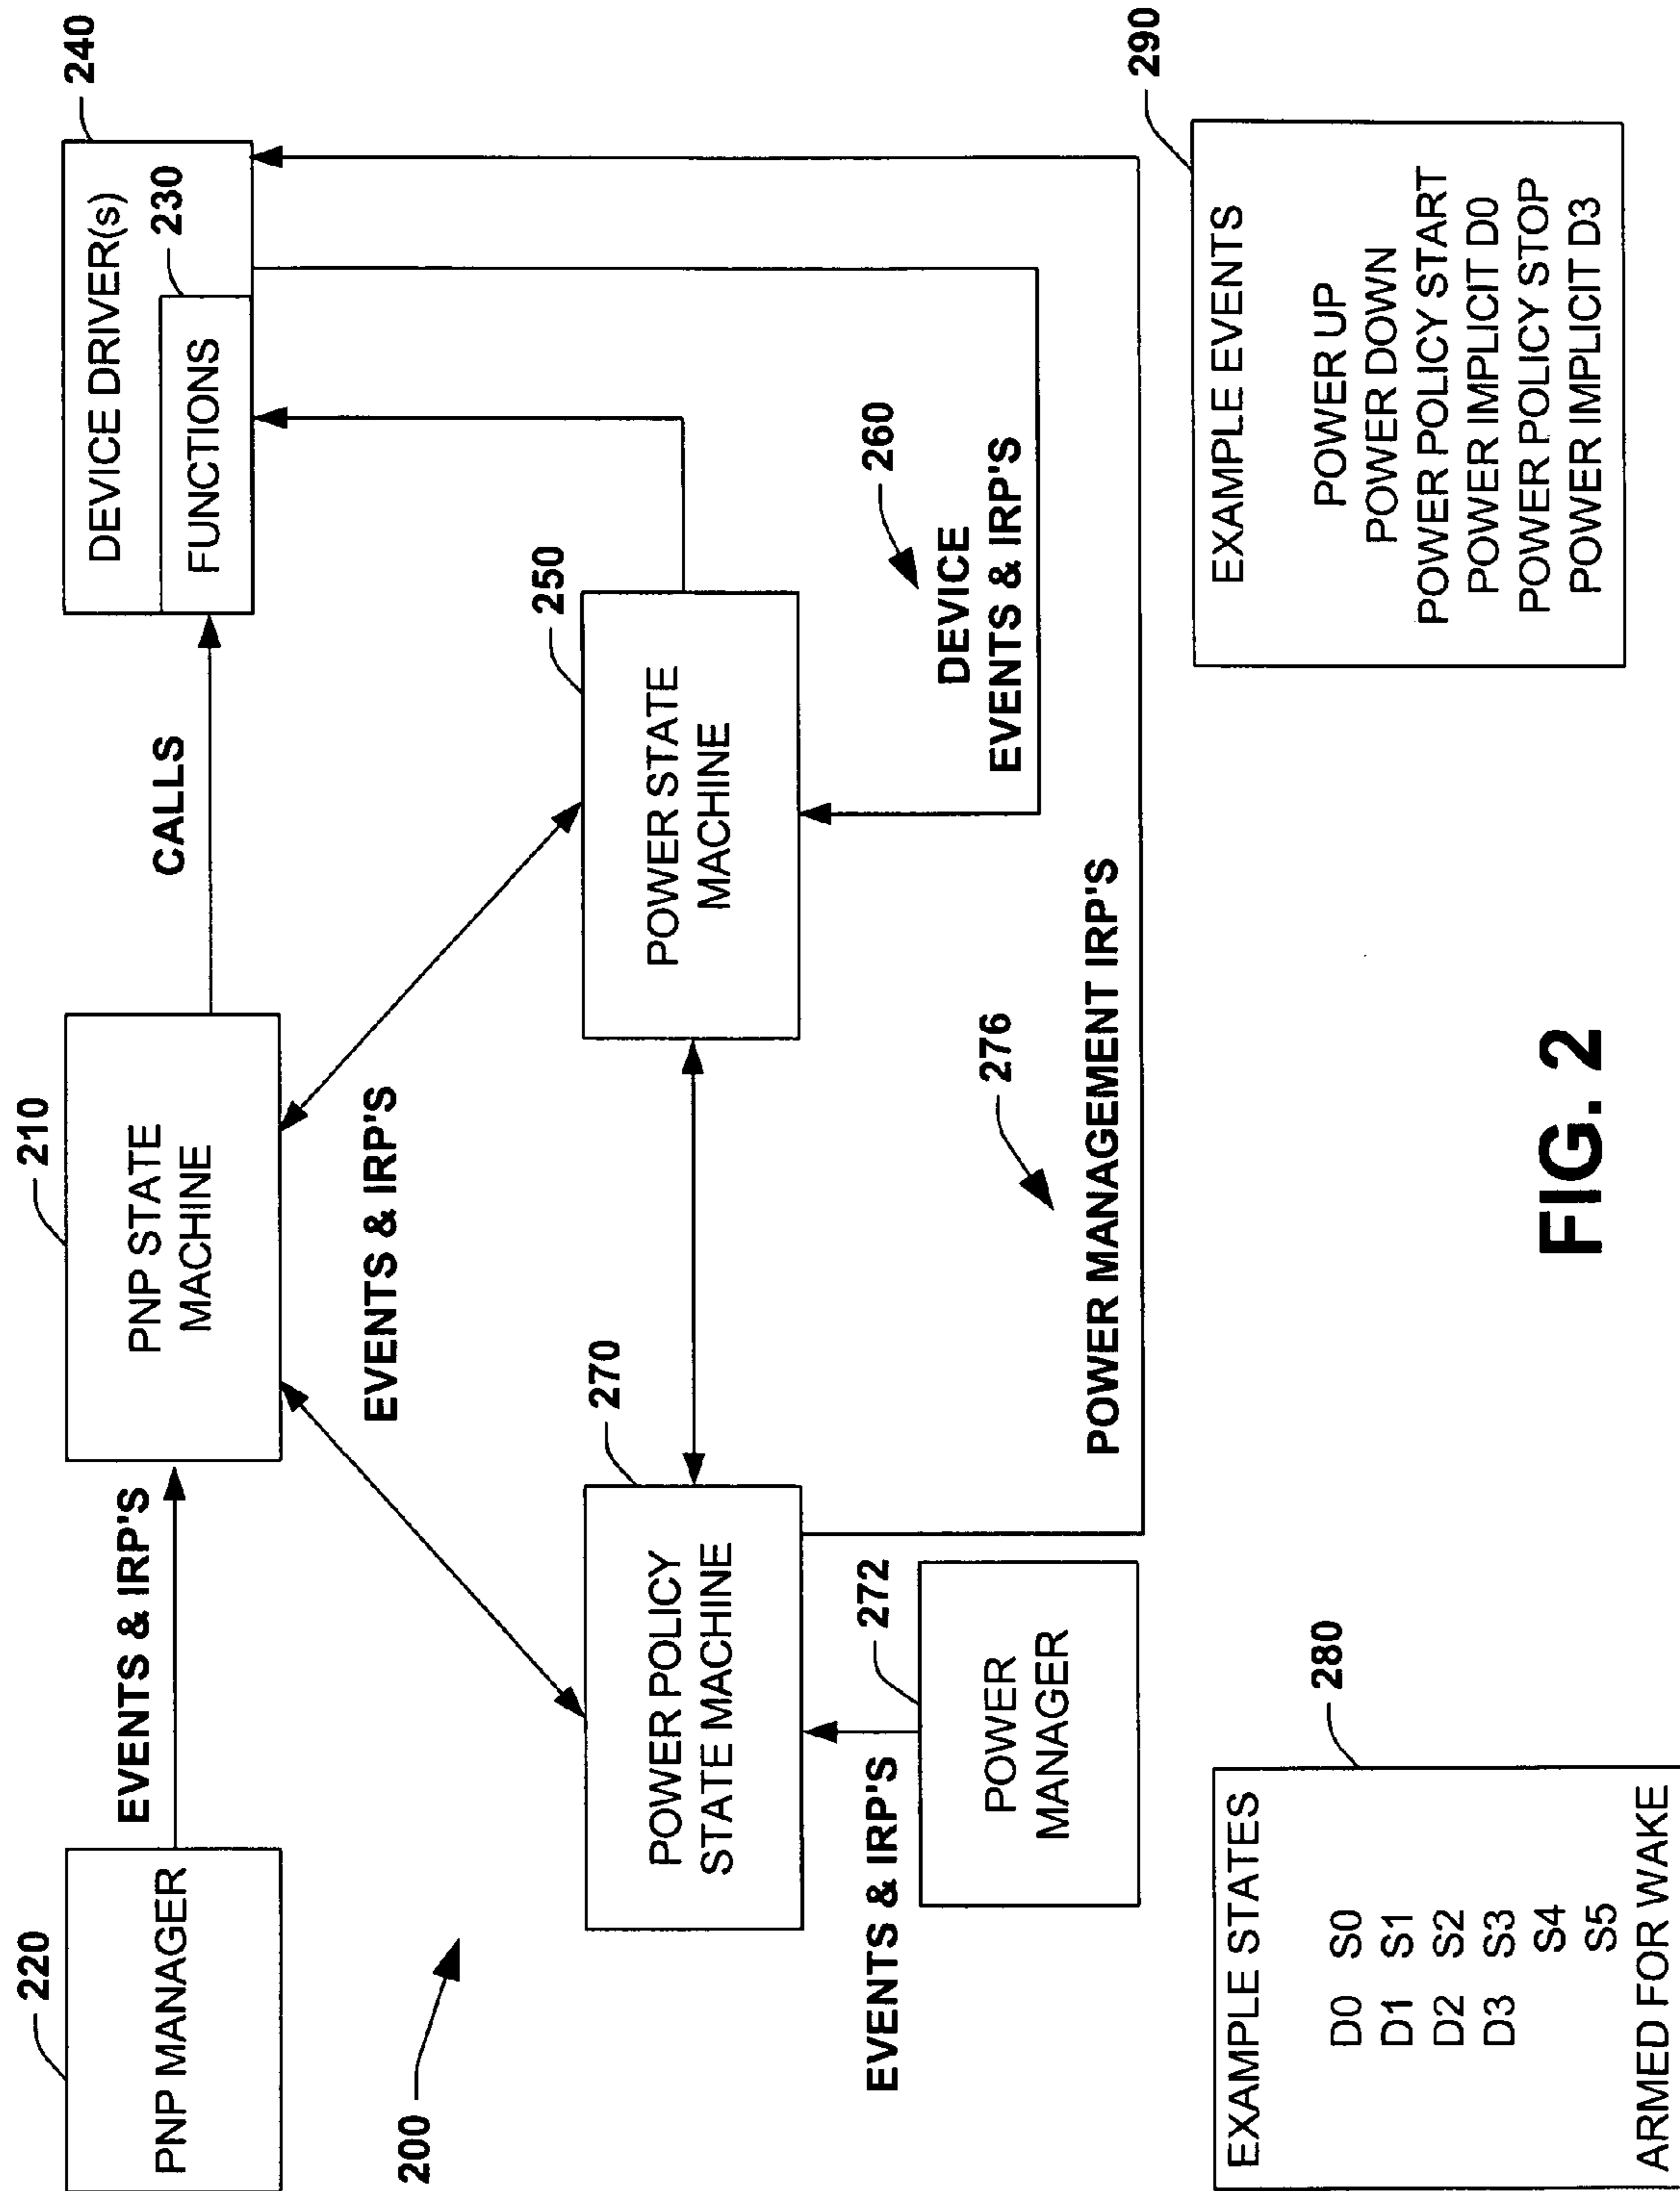 220
PNP MANAGER
EVENTS & IRP'S
210
PNP STATE
MACHINE
CALLS
240
DEVICE DRIVER(s)
230
FUNCTIONS
200
EVENTS & IRP'S
270
POWER POLICY
STATE MACHINE
250
POWER STATE
MACHINE
260
DEVICE
EVENTS & IRP'S
EVENTS & IRP'S
272
POWER
MANAGER
276
POWER MANAGEMENT IRP'S
280
EXAMPLE STATES
D0 S0
D1 S1
D2 S2
D3 S3
S4
S5
ARMED FOR WAKE
290
EXAMPLE EVENTS
POWER UP
POWER DOWN
POWER POLICY START
POWER IMPLICIT D0
POWER POLICY STOP
POWER IMPLICIT D3
FIG. 2